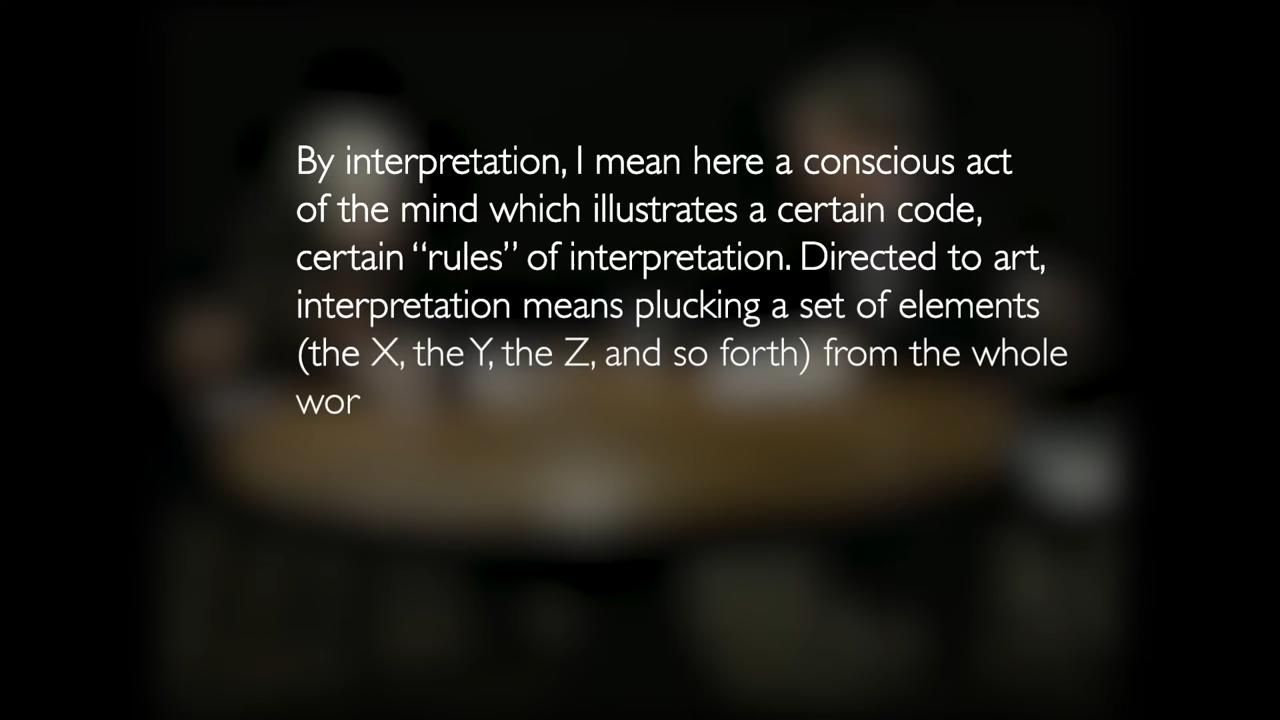 By interpretation, I mean here a conscious act
of the mind which illustrates a certain code,
certain “rules” of interpretation. Directed to art,
interpretation means plucking a set of elements
(the X, the Y, the Z, and so forth) from the whole
wor